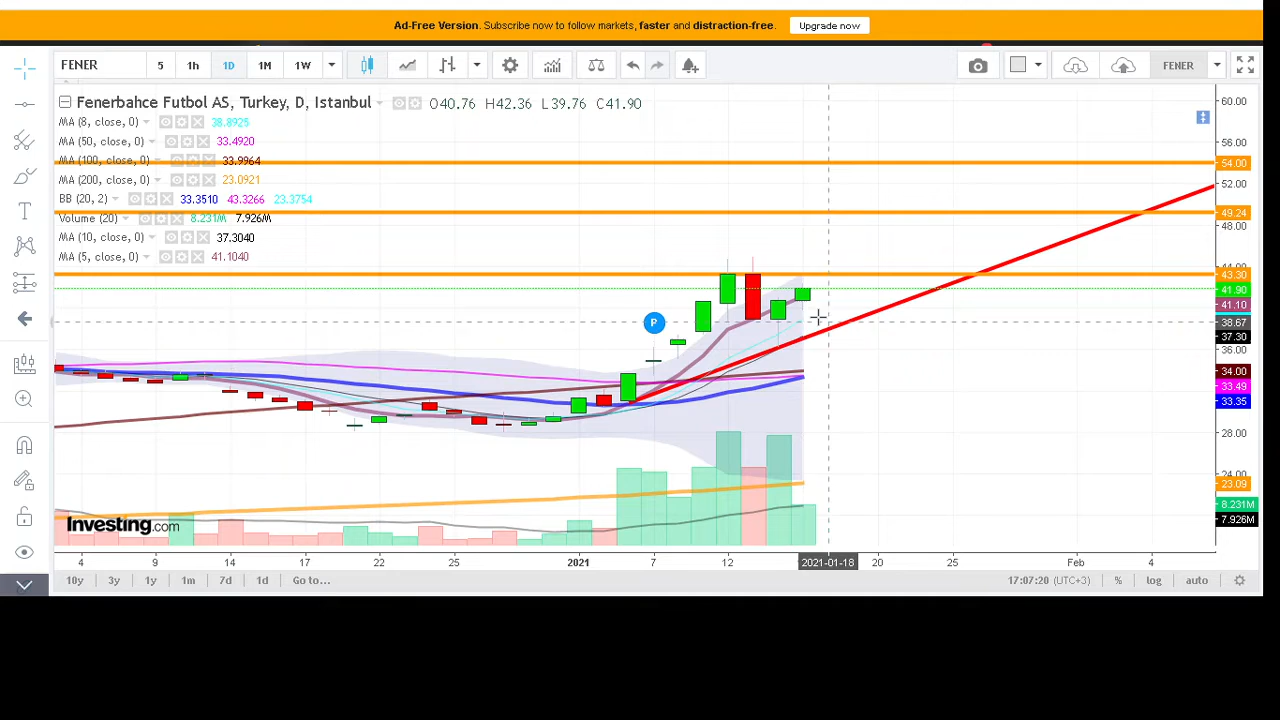 Ad-Free Version. Subscribe now to follow markets, faster and distraction-free. Upgrade now
FENER 5 1h 1D 1M 1W FENER
Fenerbahce Futbol AS, Turkey, D, Istanbul O40.76 H42.36 L39.76 C41.90
MA (8, close, 0) 38.8925
MA (50, close, 0) 33.4920
MA (100, close, 0) 33.9964
MA (200, close, 0) 23.0921
BB (20, 2) 33.3510 43.3266 23.3754
Volume (20) 8.231M 7.926M
MA (10, close, 0) 37.3040
MA (5, close, 0) 41.1040
60.00
56.00
54.00
52.00
49.24
48.00
44.00
43.30
41.90
41.10
38.67
37.30
36.00
34.00
33.49
33.35
28.00
24.00
23.09
8.231M
7.926M
P
Investing.com
4 9 14 17 22 25 2021 7 12 2021-01-18 20 25 Feb 4
10y 3y 1y 1m 7d 1d Go to... 17:07:20 (UTC+3) % log auto